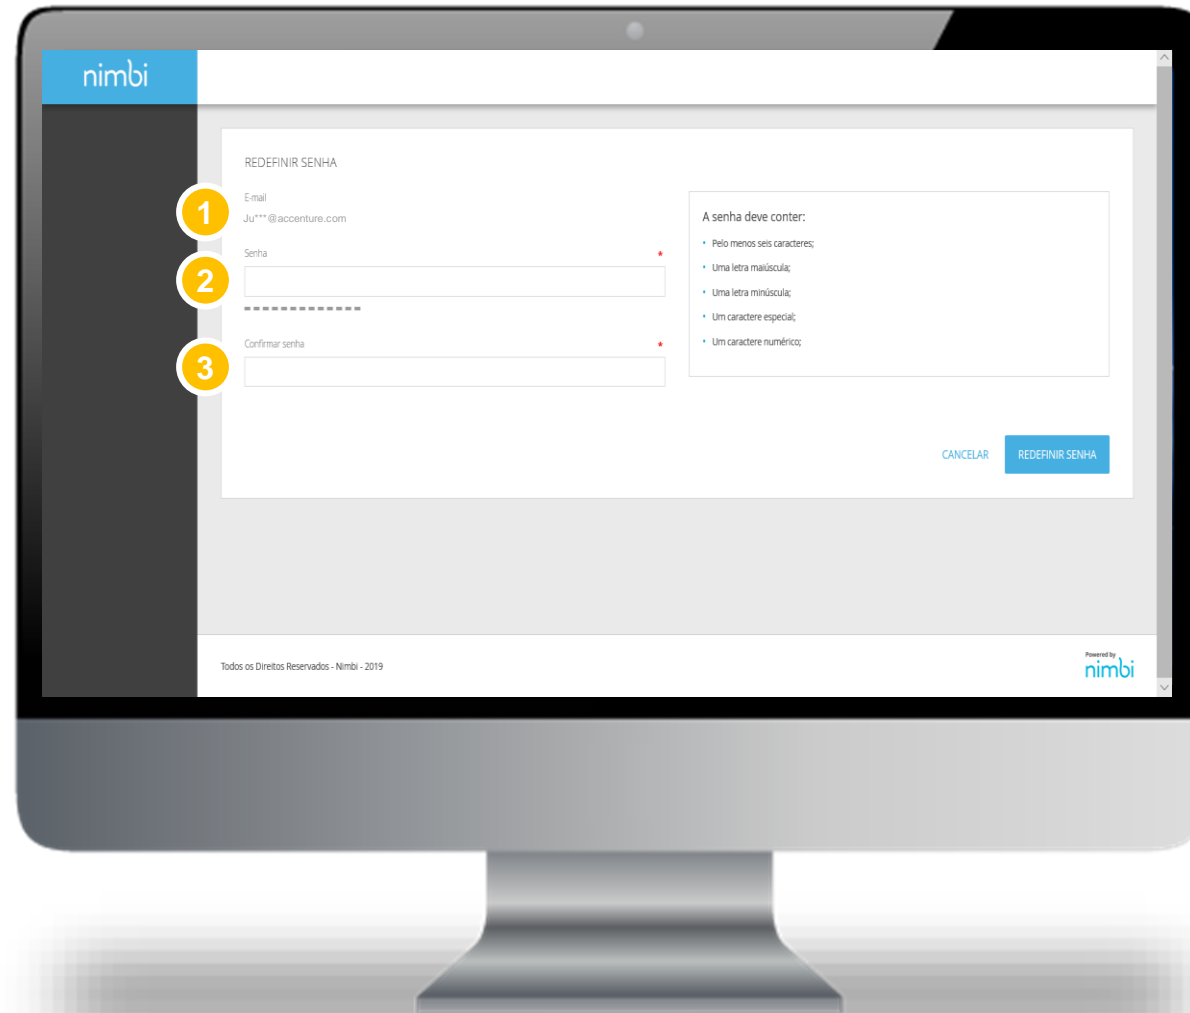 nimbi
REDEFINIR SENHA
1
E-mail
Ju***@accenture.com
2
Senha *
3
Confirmar senha *
A senha deve conter:
• Pelo menos seis caracteres;
• Uma letra maiúscula;
• Uma letra minúscula;
• Um caractere especial;
• Um caractere numérico;
CANCELAR
REDEFINIR SENHA
Todos os Direitos Reservados - Nimbi - 2019
Powered by
nimbi